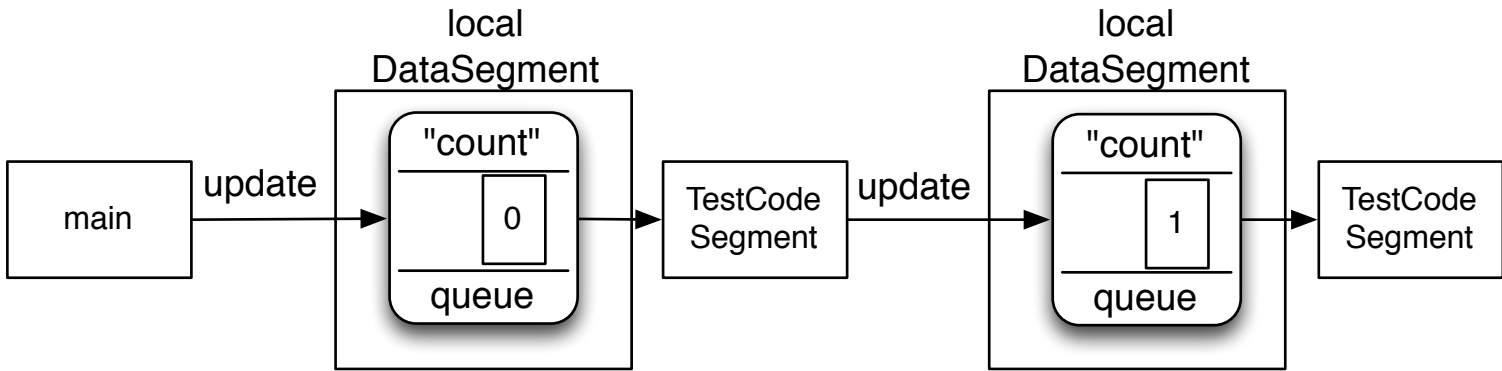 local
DataSegment
local
DataSegment
"count"
"count"
main
update
0
TestCode
Segment
update
1
TestCode
Segment
queue
queue